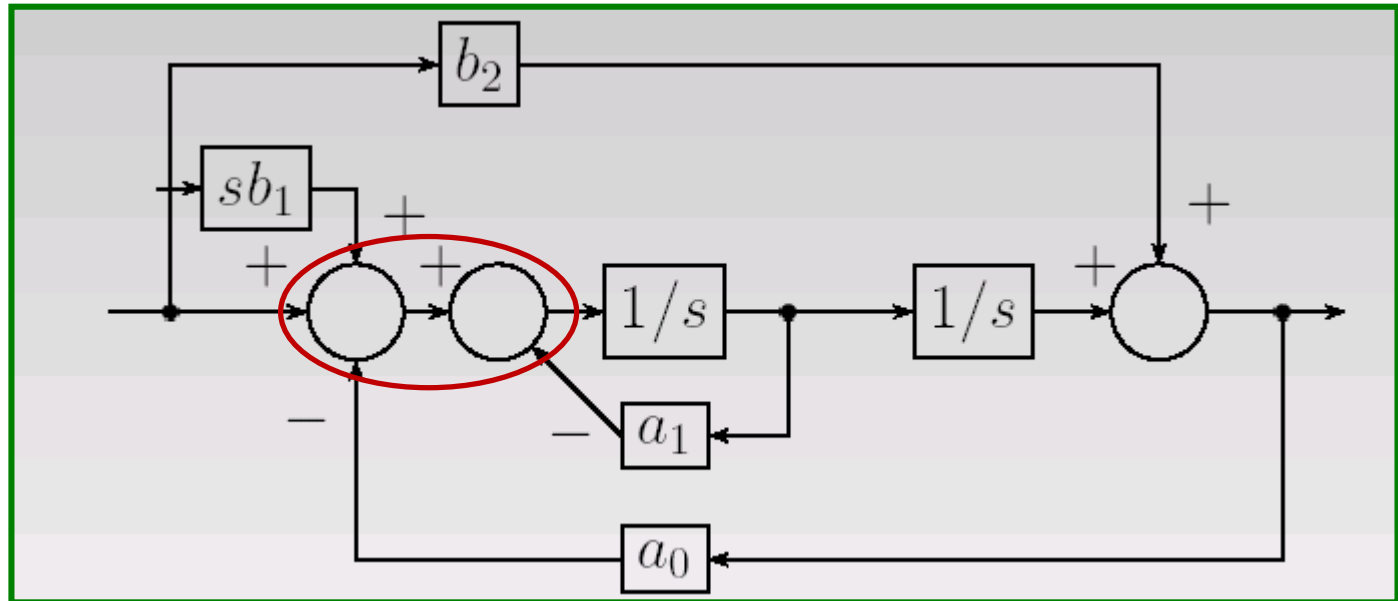 b₂
sb₁
+
+
+
+
+
1/s
1/s
−
−
a₁
a₀